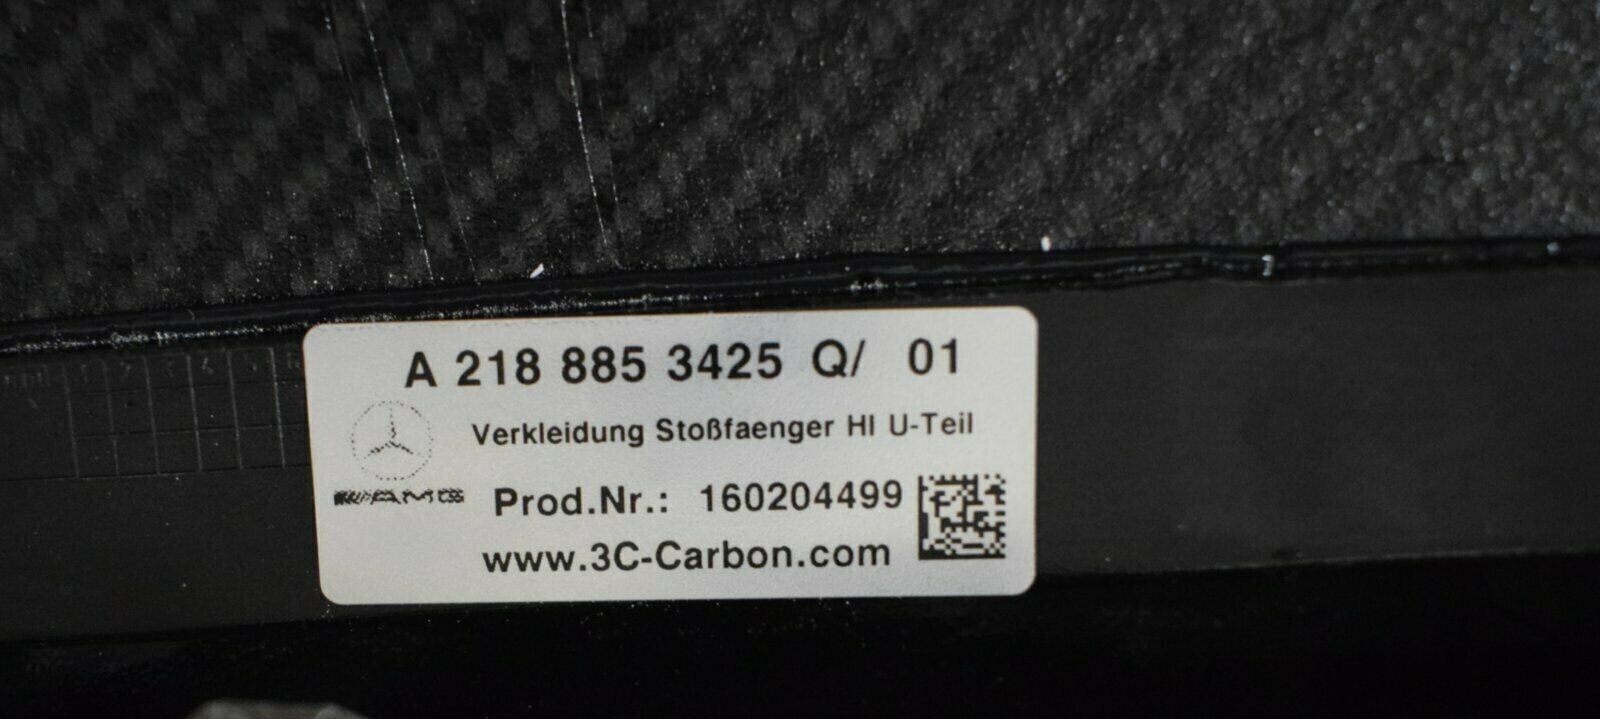 A 218 885 3425 Q/ 01
Verkleidung Stoßfaenger HI U-Teil
AMG
Prod.Nr.: 160204499
www.3C-Carbon.com